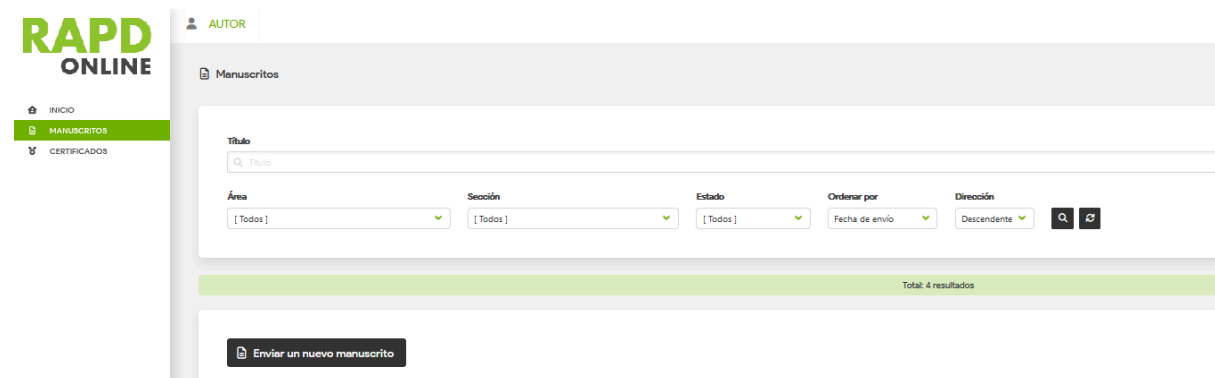 RAPD
ONLINE
AUTOR
Manuscritos
INICIO
MANUSCRITOS
CERTIFICADOS
Título
Título
Área Sección Estado Ordenar por Dirección
[ Todos ] [ Todos ] [ Todos ] Fecha de envío Descendente
Total: 4 resultados
Enviar un nuevo manuscrito